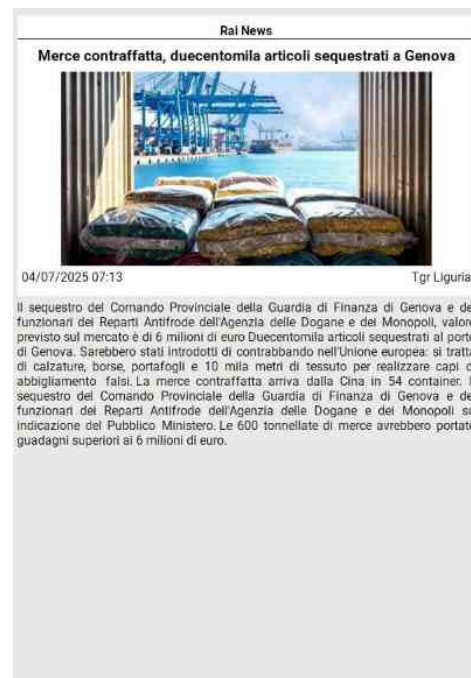 Rai News
Merce contraffatta, duecentomila articoli sequestrati a Genova
04/07/2025 07:13
Tgr Liguria
Il sequestro del Comando Provinciale della Guardia di Finanza di Genova e de
funzionari dei Reparti Antifrode dell'Agenzia delle Dogane e dei Monopoli, valore
previsto sul mercato è di 6 milioni di euro Duecentomila articoli sequestrati al porto
di Genova. Sarebbero stati introdotti di contrabbando nell'Unione europea: si tratta
di calzature, borse, portafogli e 10 mila metri di tessuto per realizzare capi d
abbigliamento falsi. La merce contraffatta arriva dalla Cina in 54 container. I
sequestro del Comando Provinciale della Guardia di Finanza di Genova e de
funzionari dei Reparti Antifrode dell'Agenzia delle Dogane e dei Monopoli su
indicazione del Pubblico Ministero. Le 600 tonnellate di merce avrebbero portato
guadagni superiori ai 6 milioni di euro.